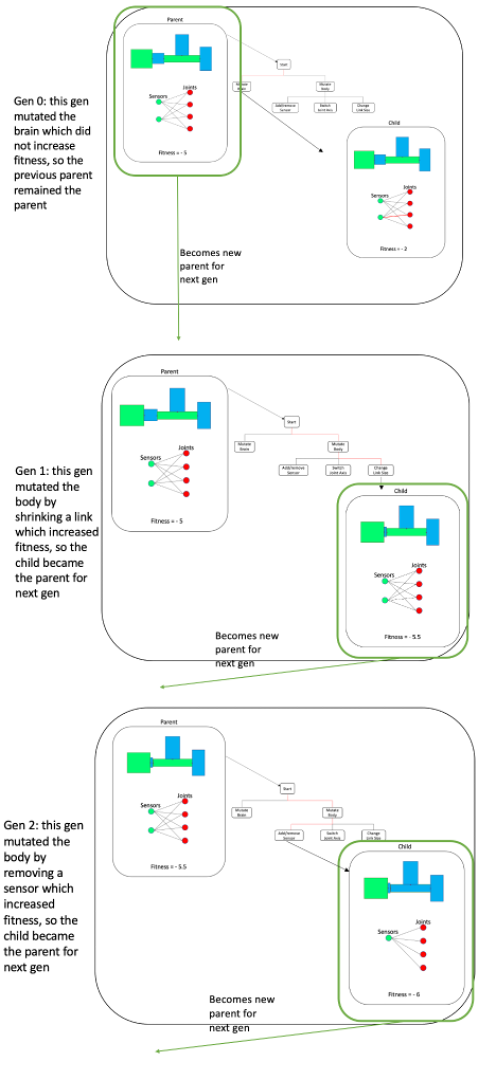 Parent
Start
Mutate
Brain
Mutate
Body
Add/remove
Sensor
Switch
Joint Axis
Change
Link Size
Sensors
Joints
Fitness = - 5
Gen 0: this gen
mutated the
brain which did
not increase
fitness, so the
previous parent
remained the
parent
Child
Sensors
Joints
Fitness = - 3
Becomes new
parent for
next gen
Parent
Start
Mutate
Brain
Mutate
Body
Add/remove
Sensor
Switch
Joint Axis
Change
Link Size
Sensors
Joints
Fitness = - 5
Gen 1: this gen
mutated the
body by
shrinking a link
which increased
fitness, so the
child became
the parent for
next gen
Child
Sensors
Joints
Fitness = - 5.5
Becomes new
parent for
next gen
Parent
Start
Mutate
Brain
Mutate
Body
Add/remove
Sensor
Switch
Joint Axis
Change
Link Size
Sensors
Joints
Fitness = - 5.5
Gen 2: this gen
mutated the
body by
removing a
sensor which
increased
fitness, so the
child became
the parent for
next gen
Child
Sensors
Joints
Fitness = - 6
Becomes new
parent for
next gen